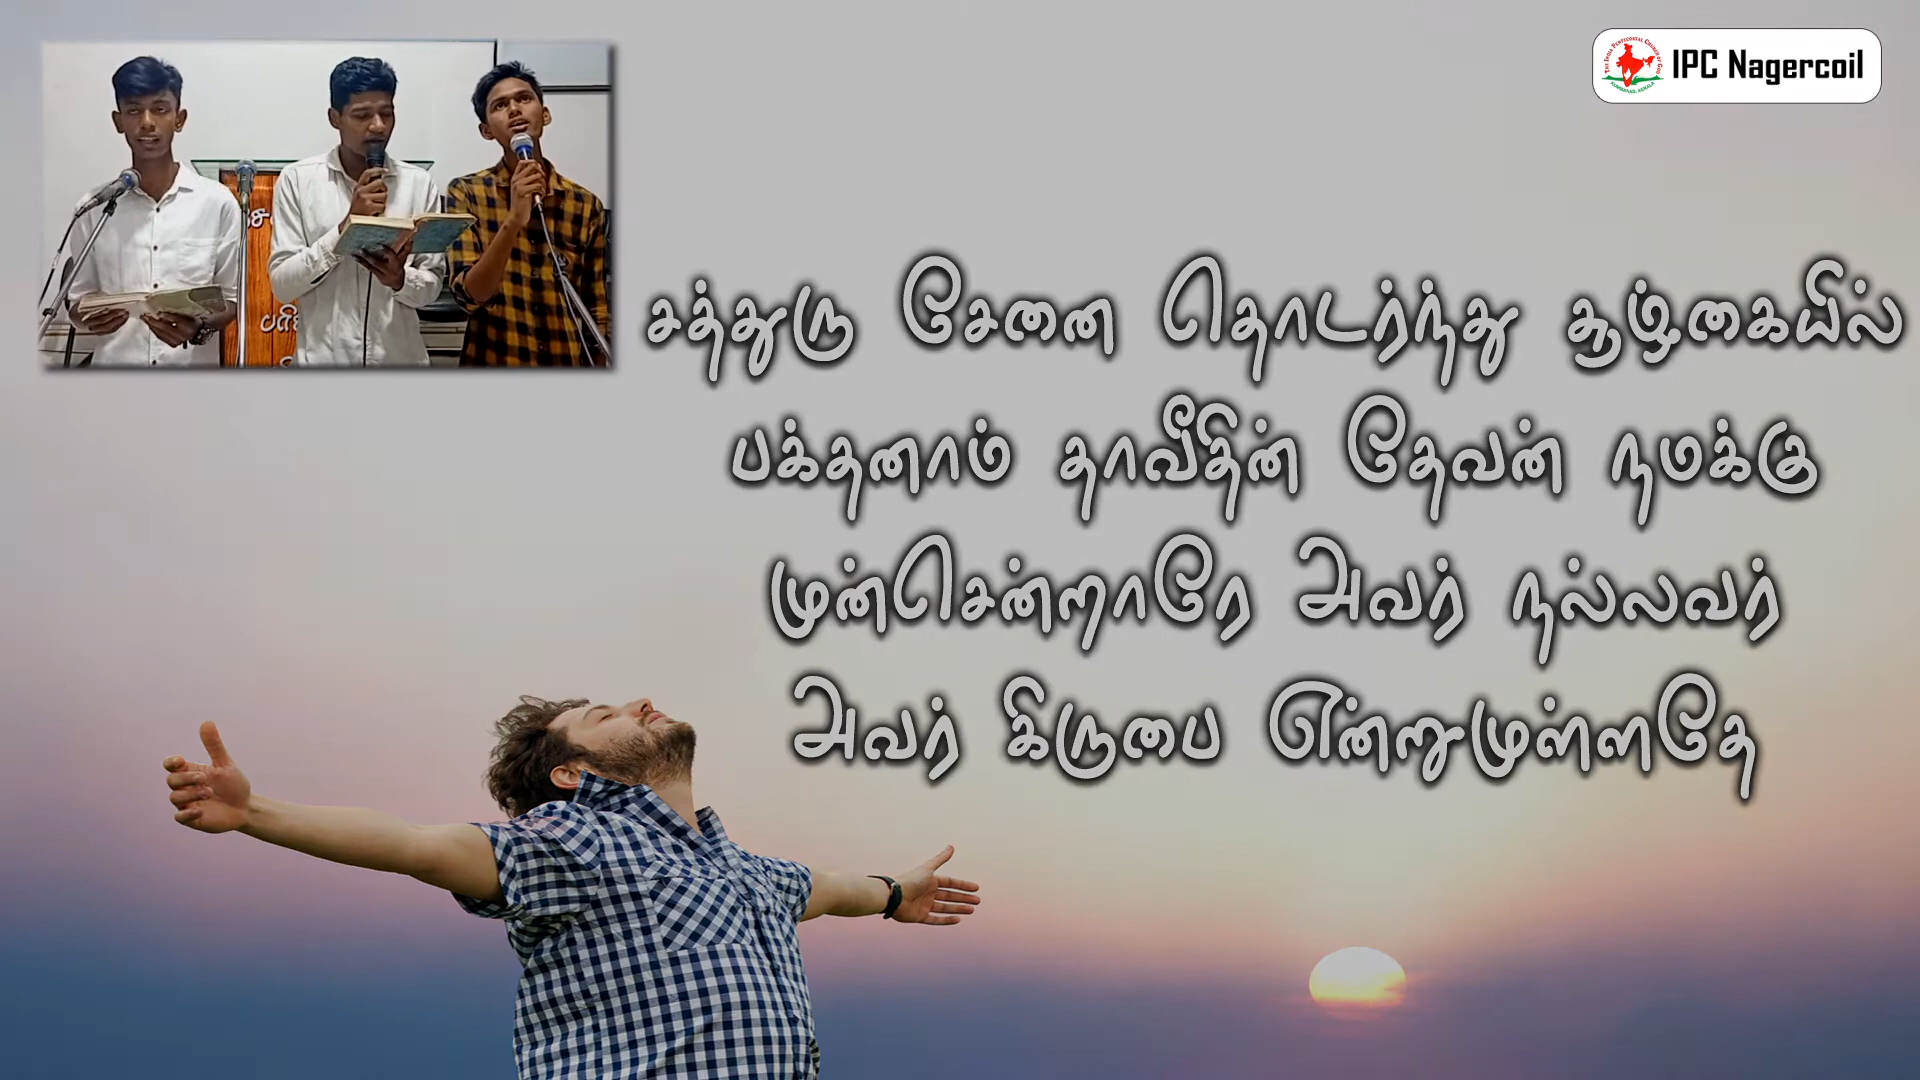 IPC Nagercoil
சத்துரு சேனை தொடர்ந்து சூழ்கையில்
பக்தனாம் தாவீதின் தேவன் நமக்கு
முன்சென்றாரே அவர் நல்லவர்
அவர் கிருபை என்றுமுள்ளதே